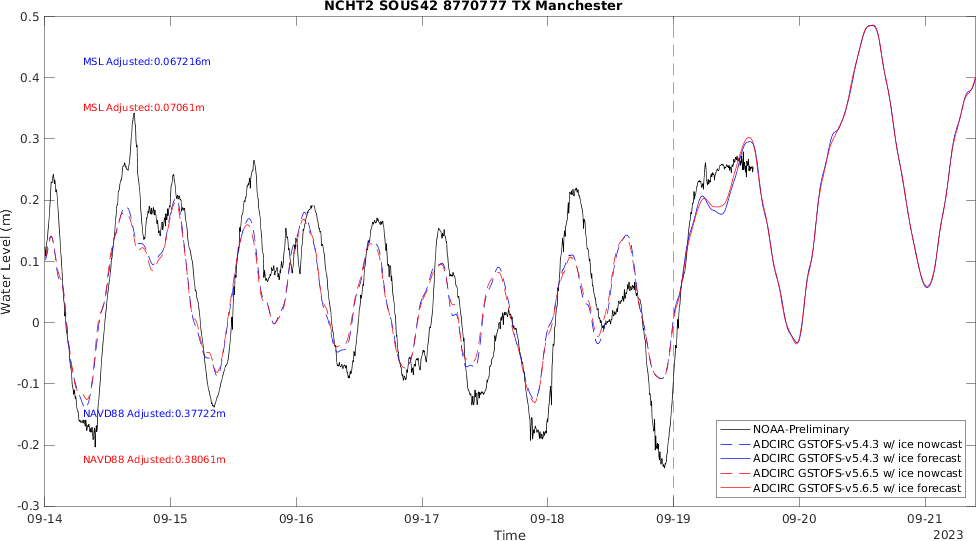 NCHT2 SOUS42 8770777 TX Manchester
0.5
0.4
0.3
0.2
0.1
0
-0.1
-0.2
-0.3
Water Level (m)
MSL Adjusted:0.067216m
MSL Adjusted:0.07061m
NAVD88 Adjusted:0.37722m
NAVD88 Adjusted:0.38061m
NOAA-Preliminary
ADCIRC GSTOFS-v5.4.3 w/ ice nowcast
ADCIRC GSTOFS-v5.4.3 w/ ice forecast
ADCIRC GSTOFS-v5.6.5 w/ ice nowcast
ADCIRC GSTOFS-v5.6.5 w/ ice forecast
09-14 09-15 09-16 09-17 09-18 09-19 09-20 09-21
Time
2023